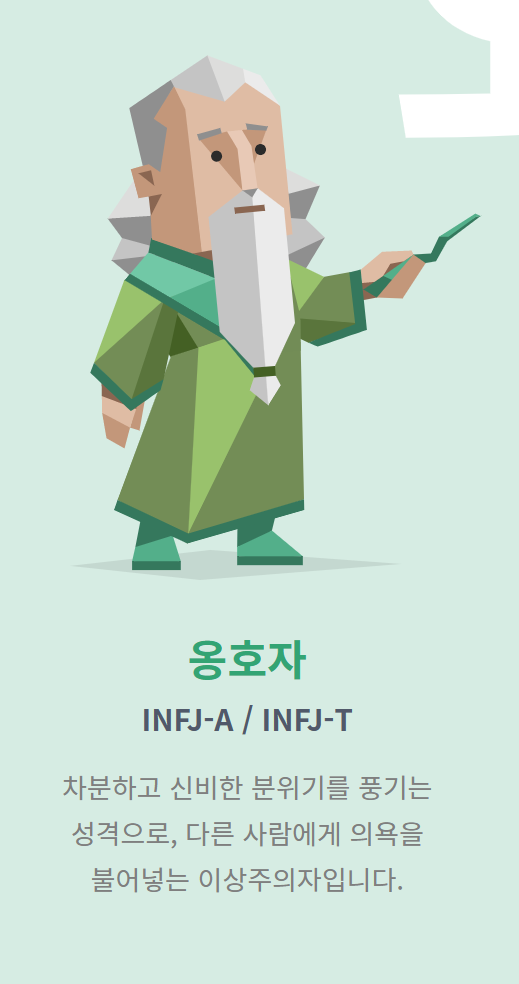 옹호자
INFJ-A / INFJ-T
차분하고 신비한 분위기를 풍기는
성격으로, 다른 사람에게 의욕을
불어넣는 이상주의자입니다.